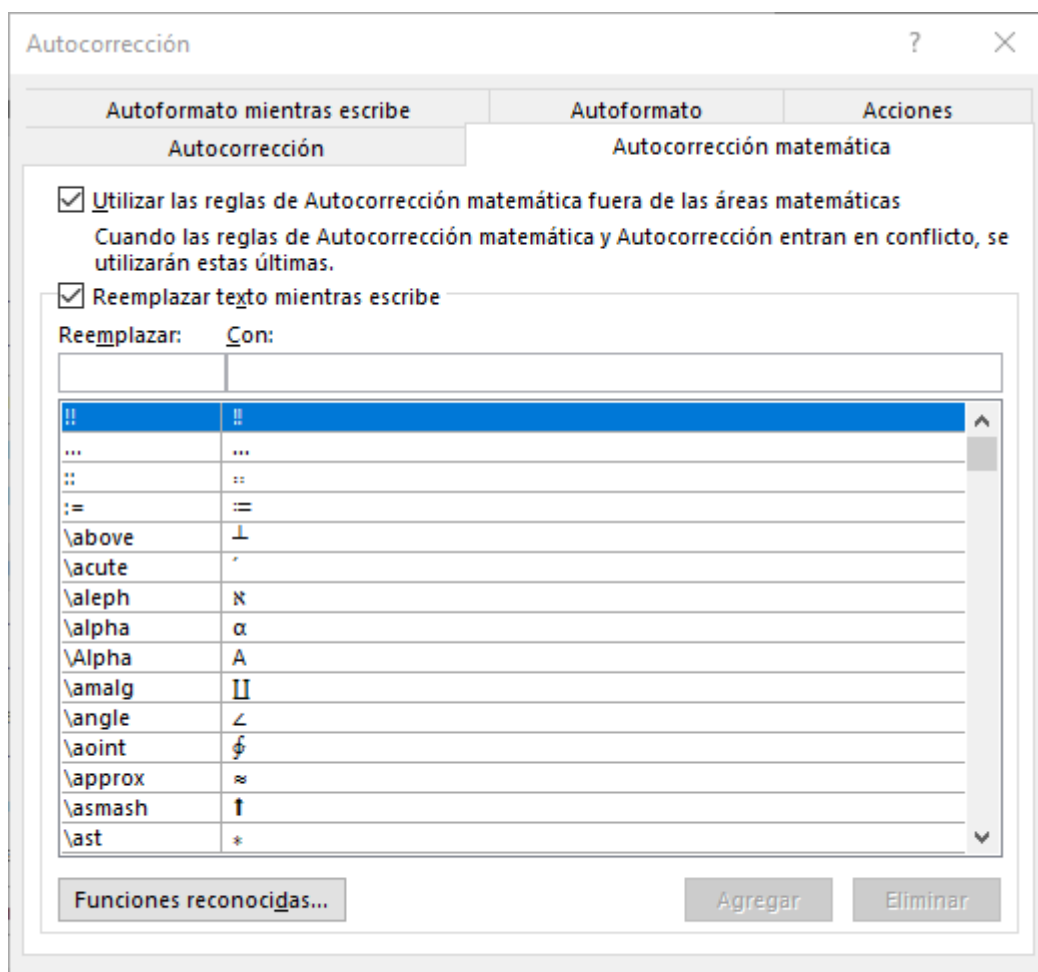 Autocorrección ? ×
Autoformato mientras escribe Autoformato Acciones
Autocorrección Autocorrección matemática
Utilizar las reglas de Autocorrección matemática fuera de las áreas matemáticas
Cuando las reglas de Autocorrección matemática y Autocorrección entran en conflicto, se
utilizarán estas últimas.
Reemplazar texto mientras escribe
Reemplazar: Con:
!! ‼
... …
:: ∷
:= ≔
\above ┴
\acute ´
\aleph ℵ
\alpha α
\Alpha Α
\amalg ∐
\angle ∠
\aoint ∳
\approx ≈
\asmash ⬆
\ast ∗
Funciones reconocidas... Agregar Eliminar